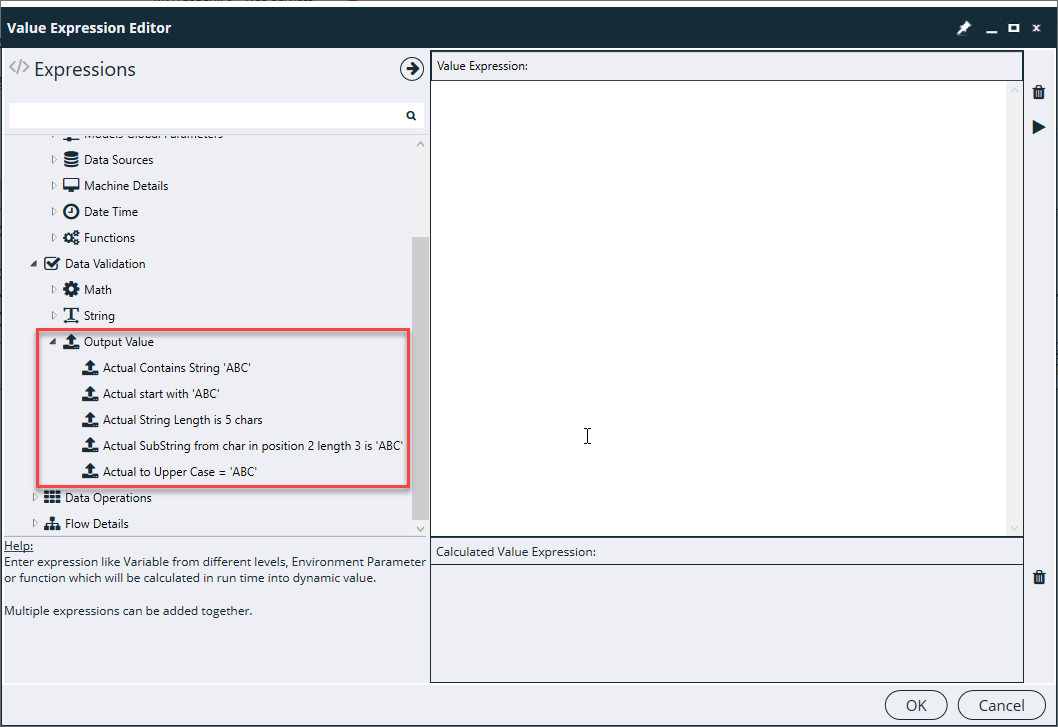 Value Expression Editor
</> Expressions
Models Global Parameters
Data Sources
Machine Details
Date Time
Functions
Data Validation
Math
String
Output Value
Actual Contains String 'ABC'
Actual start with 'ABC'
Actual String Length is 5 chars
Actual SubString from char in position 2 length 3 is 'ABC'
Actual to Upper Case = 'ABC'
Data Operations
Flow Details
Help:
Enter expression like Variable from different levels, Environment Parameter
or function which will be calculated in run time into dynamic value.
Multiple expressions can be added together.
Value Expression:
Calculated Value Expression:
OK
Cancel